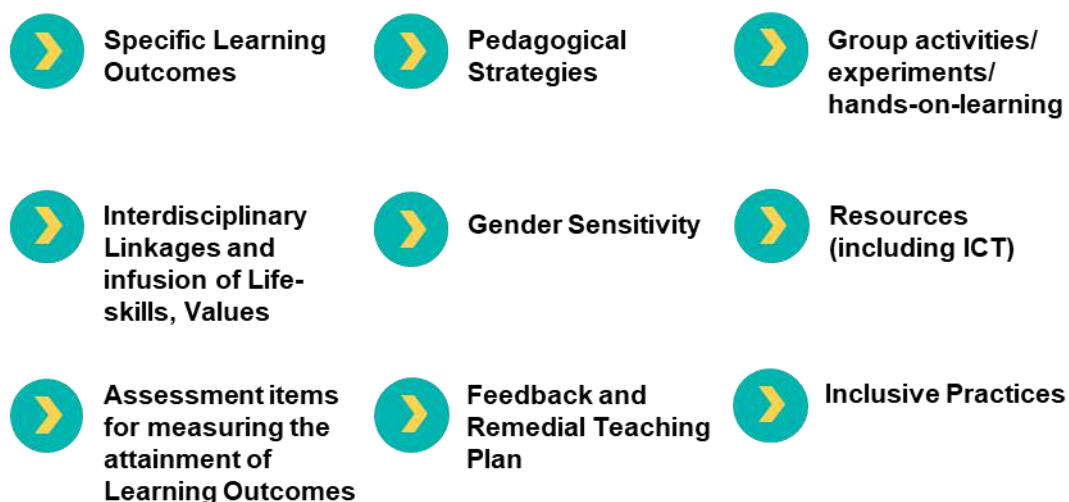 Specific Learning
Outcomes
Pedagogical
Strategies
Group activities/
experiments/
hands-on-learning
Interdisciplinary
Linkages and
infusion of Life-
skills, Values
Gender Sensitivity
Resources
(including ICT)
Assessment items
for measuring the
attainment of
Learning Outcomes
Feedback and
Remedial Teaching
Plan
Inclusive Practices